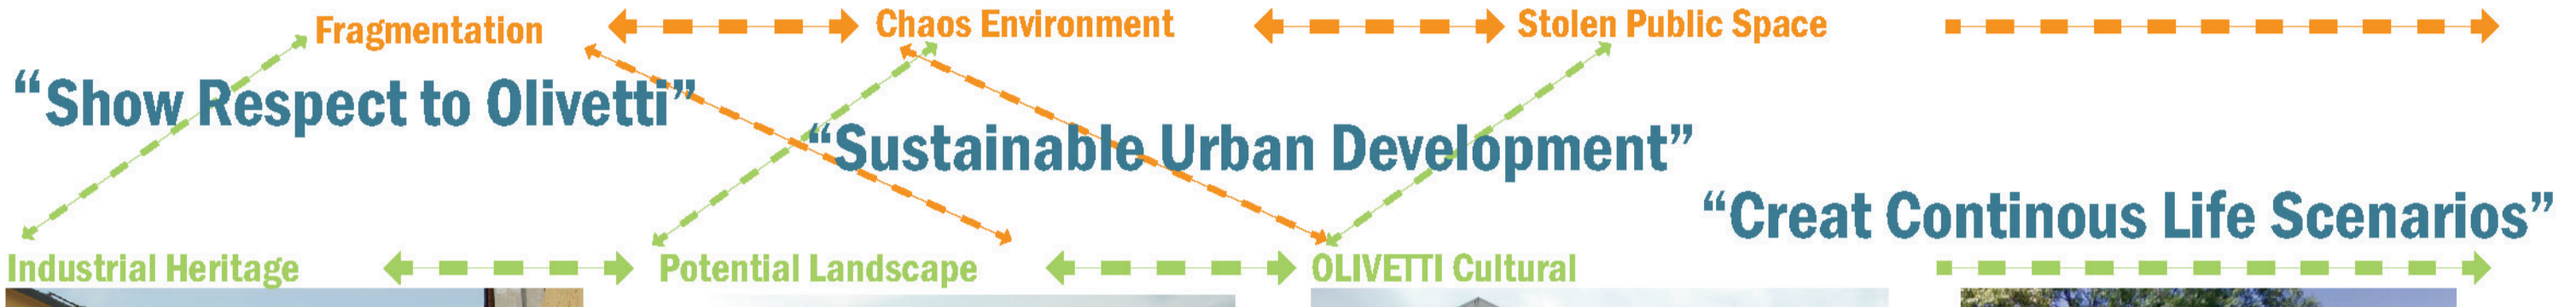 Fragmentation
Chaos Environment
Stolen Public Space
“Show Respect to Olivetti”
“Sustainable Urban Development”
“Creat Continous Life Scenarios”
Industrial Heritage
Potential Landscape
OLIVETTI Cultural